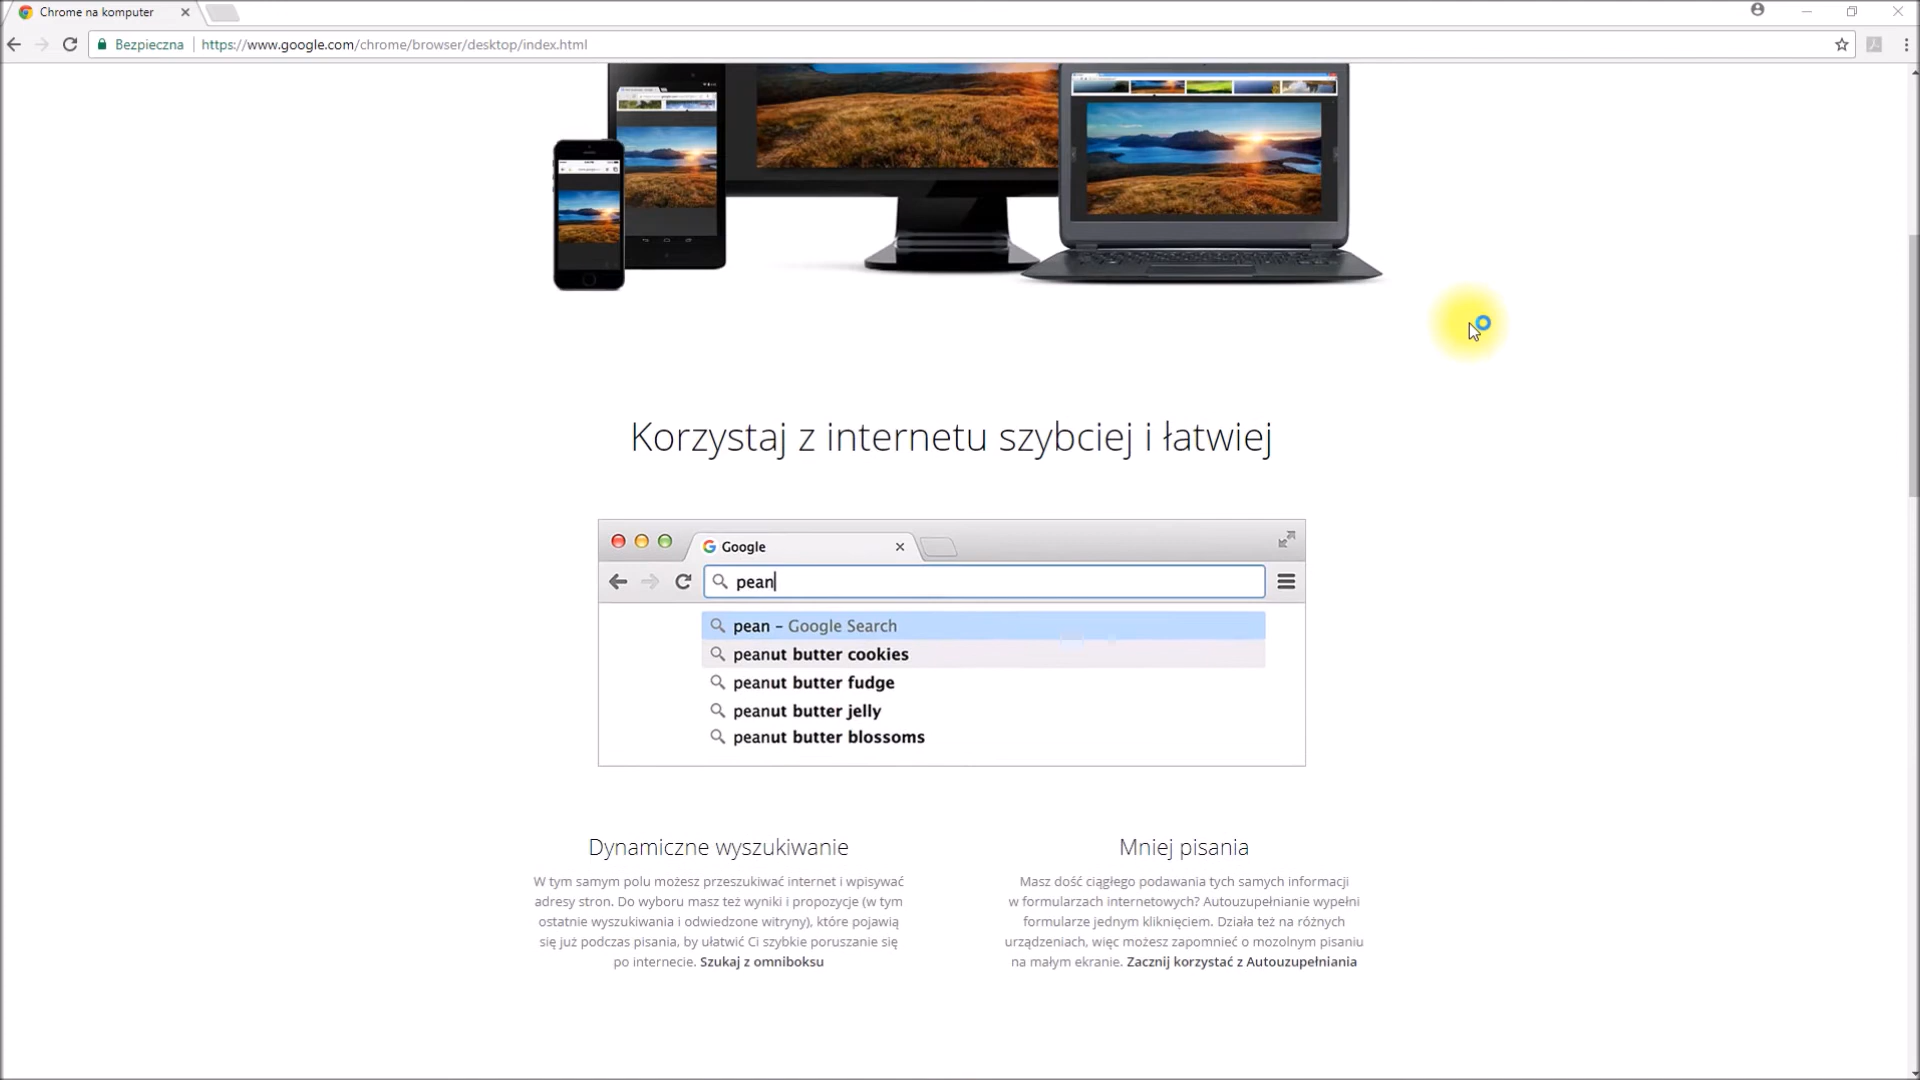 Chrome na komputer
Bezpieczna
https://www.google.com/chrome/browser/desktop/index.html
Korzystaj z internetu szybciej i łatwiej
Google
pean
pean – Google Search
peanut butter cookies
peanut butter fudge
peanut butter jelly
peanut butter blossoms
Dynamiczne wyszukiwanie
W tym samym polu możesz przeszukiwać internet i wpisywać
adresy stron. Do wyboru masz też wyniki i propozycje (w tym
ostatnie wyszukiwania i odwiedzone witryny), które pojawią
się już podczas pisania, by ułatwić Ci szybkie poruszanie się
po internecie. Szukaj z omniboksu
Mniej pisania
Masz dość ciągłego podawania tych samych informacji
w formularzach internetowych? Autouzupełnianie wypełni
formularze jednym kliknięciem. Działa też na różnych
urządzeniach, więc możesz zapomnieć o mozolnym pisaniu
na małym ekranie. Zacznij korzystać z Autouzupełniania